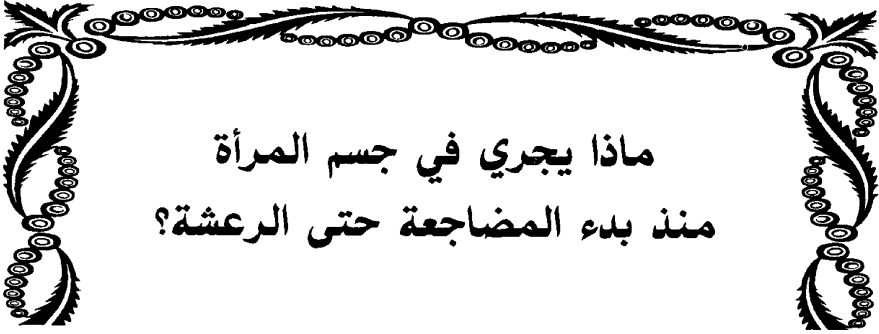 ماذا يجري في جسم المرأة
منذ بدء المضاجعة حتى الرعشة؟